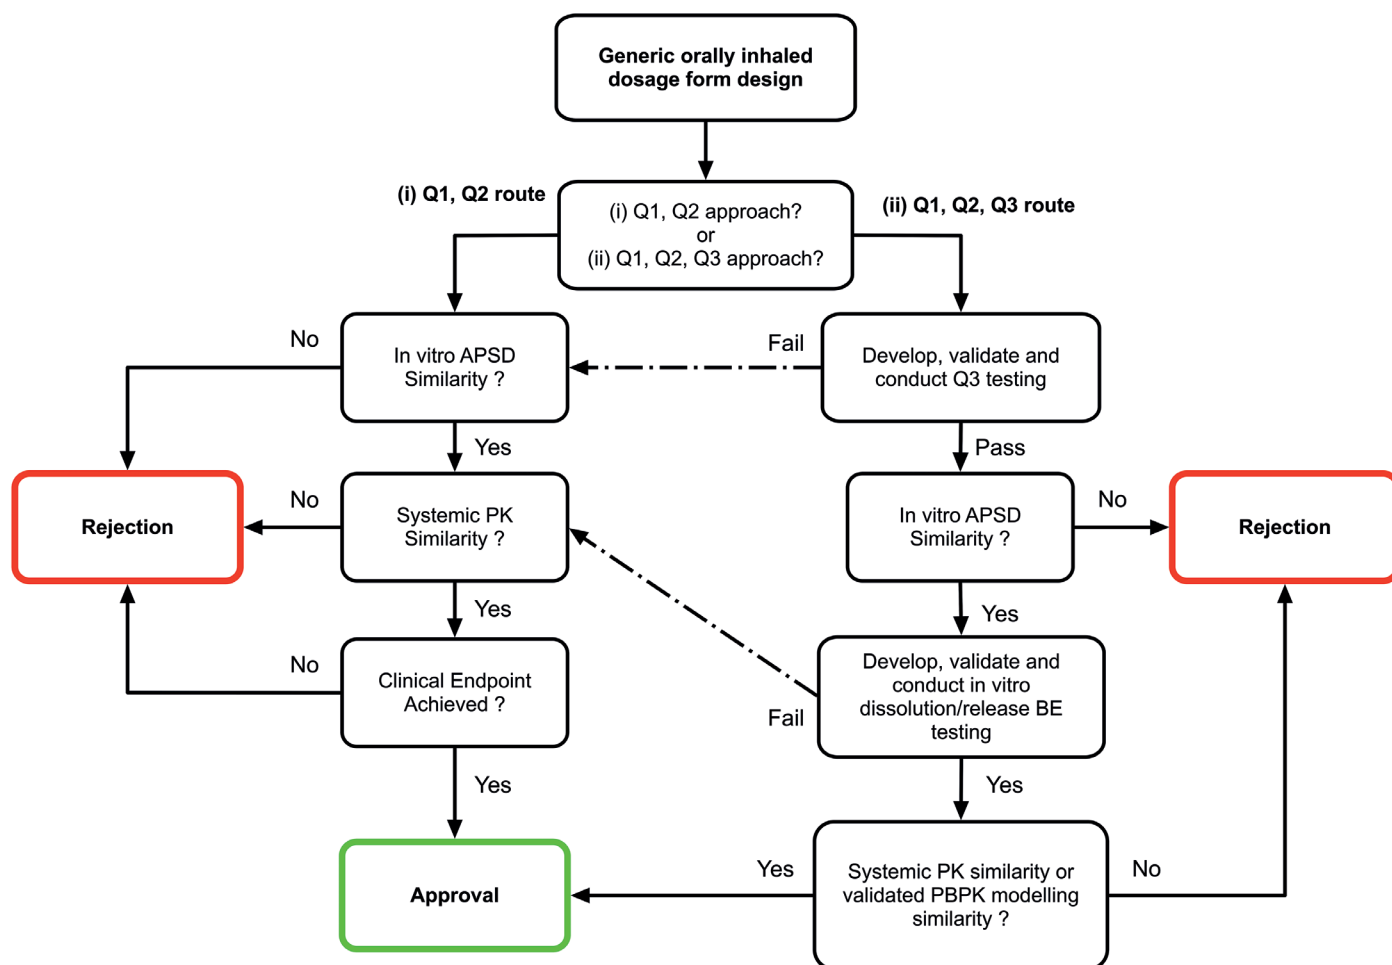 Generic orally inhaled
dosage form design
(i) Q1, Q2 route
(i) Q1, Q2 approach?
or
(ii) Q1, Q2, Q3 approach?
(ii) Q1, Q2, Q3 route
No
In vitro APSD
Similarity ?
Fail
Develop, validate and
conduct Q3 testing
Yes
Pass
Rejection
No
Systemic PK
Similarity ?
In vitro APSD
Similarity ?
No
Rejection
Yes
Yes
No
Clinical Endpoint
Achieved ?
Fail
Develop, validate and
conduct in vitro
dissolution/release BE
testing
Yes
Yes
Approval
Yes
Systemic PK similarity or
validated PBPK modelling
similarity ?
No